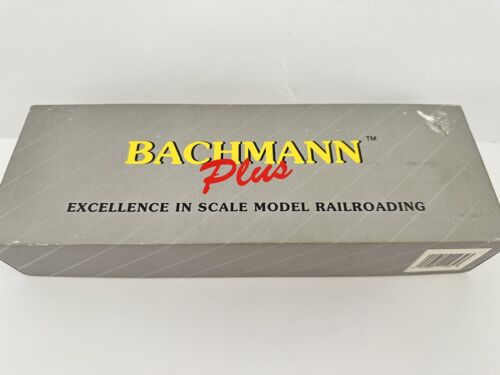 BACHMANN™
Plus
EXCELLENCE IN SCALE MODEL RAILROADING